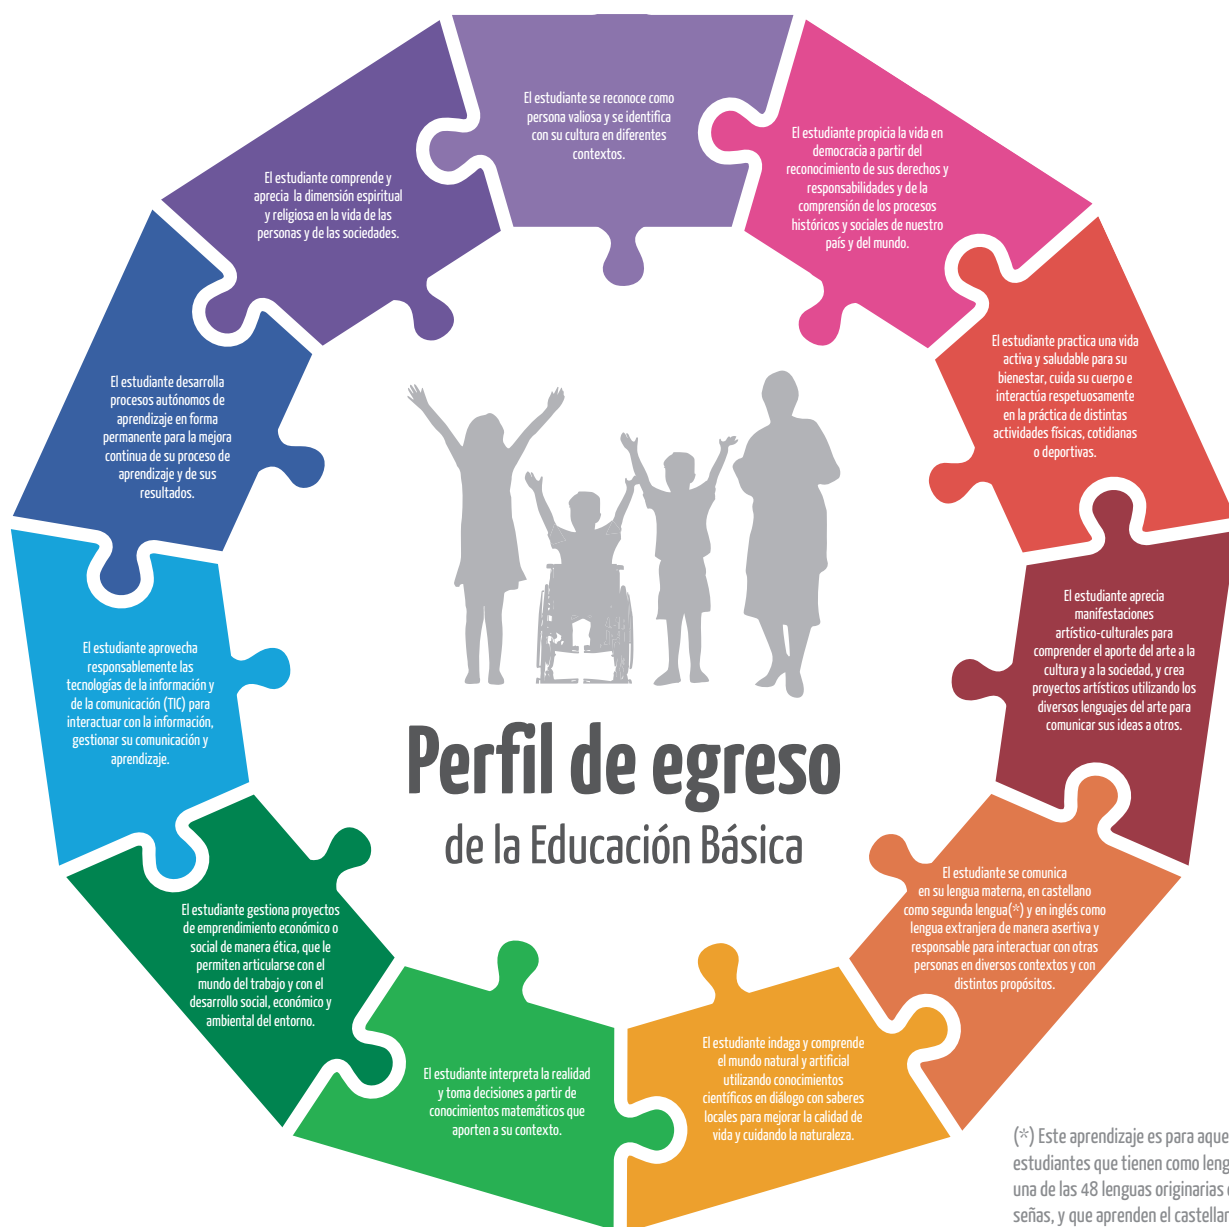 El estudiante se reconoce como
persona valiosa y se identifica
con su cultura en diferentes
contextos.
El estudiante propicia la vida en
democracia a partir del
reconocimiento de sus derechos y
responsabilidades y de la
comprensión de los procesos
históricos y sociales de nuestro
país y del mundo.
El estudiante practica una vida
activa y saludable para su
bienestar, cuida su cuerpo e
interactúa respetuosamente
en la práctica de distintas
actividades físicas, cotidianas
o deportivas.
El estudiante aprecia
manifestaciones
artístico-culturales para
comprender el aporte del arte a la
cultura y a la sociedad, y crea
proyectos artísticos utilizando los
diversos lenguajes del arte para
comunicar sus ideas a otros.
El estudiante se comunica
en su lengua materna, en castellano
como segunda lengua(*) y en inglés como
lengua extranjera de manera asertiva y
responsable para interactuar con otras
personas en diversos contextos y con
distintos propósitos.
El estudiante indaga y comprende
el mundo natural y artificial
utilizando conocimientos
científicos en diálogo con saberes
locales para mejorar la calidad de
vida y cuidando la naturaleza.
El estudiante interpreta la realidad
y toma decisiones a partir de
conocimientos matemáticos que
aporten a su contexto.
El estudiante gestiona proyectos
de emprendimiento económico o
social de manera ética, que le
permiten articularse con el
mundo del trabajo y con el
desarrollo social, económico y
ambiental del entorno.
El estudiante aprovecha
responsablemente las
tecnologías de la información y
de la comunicación (TIC) para
interactuar con la información,
gestionar su comunicación y
aprendizaje.
El estudiante desarrolla
procesos autónomos de
aprendizaje en forma
permanente para la mejora
continua de su proceso de
aprendizaje y de sus
resultados.
El estudiante comprende y
aprecia la dimensión espiritual
y religiosa en la vida de las
personas y de las sociedades.
Perfil de egreso
de la Educación Básica
(*) Este aprendizaje es para
estudiantes que tienen como
una de las 48 lenguas originarias
señas, y que aprenden el